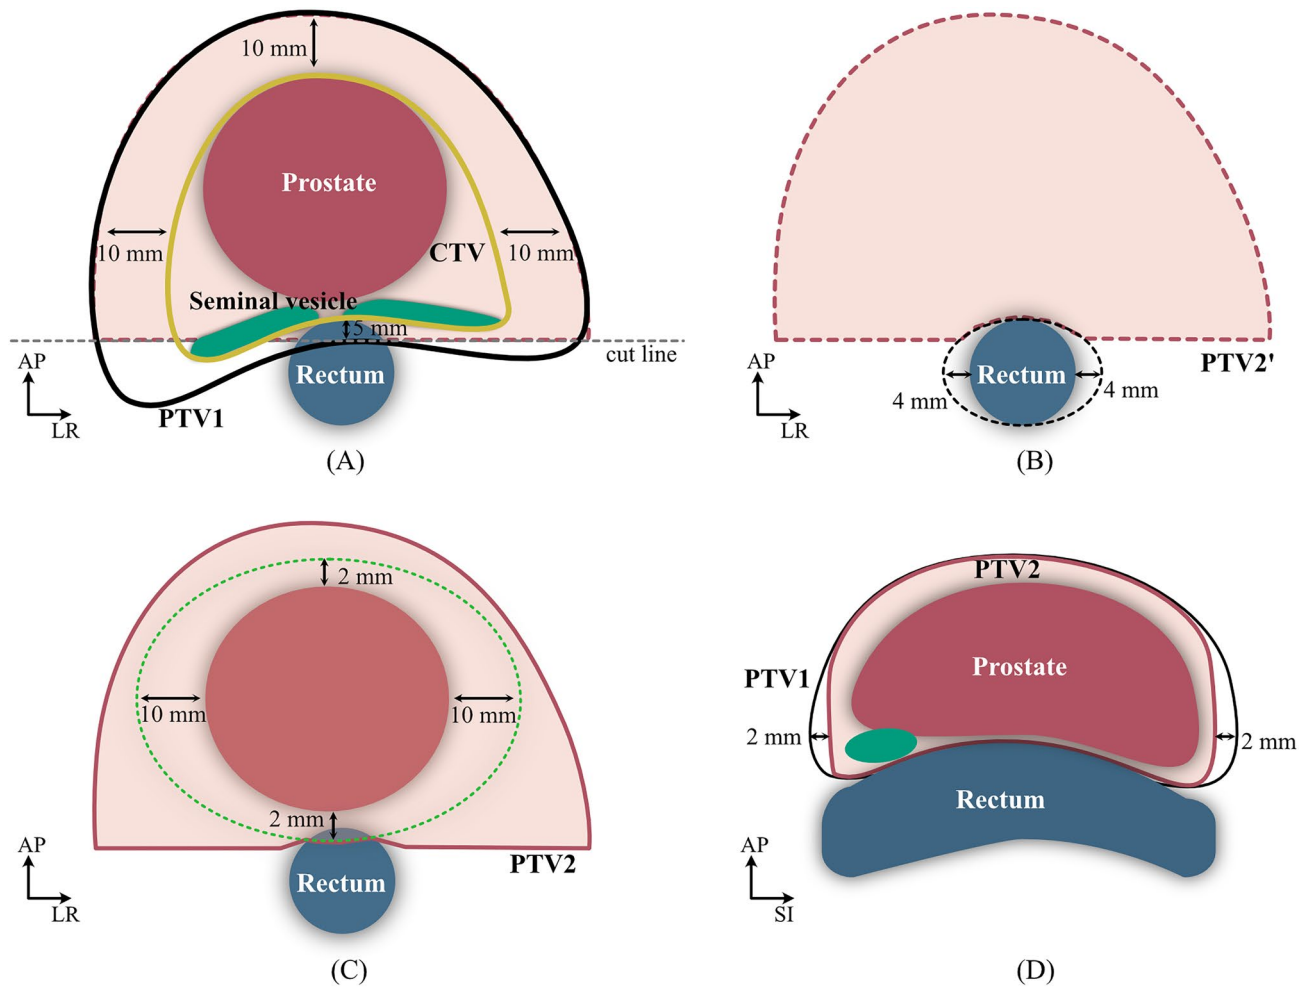 10 mm
Prostate
10 mm
CTV
10 mm
Seminal vesicle
5 mm
cut line
AP
Rectum
PTV1
LR
(A)
PTV2'
AP
Rectum
4 mm
4 mm
LR
(B)
2 mm
10 mm
10 mm
2 mm
AP
PTV2
Rectum
LR
(C)
PTV2
Prostate
PTV1
2 mm
2 mm
Rectum
AP
SI
(D)